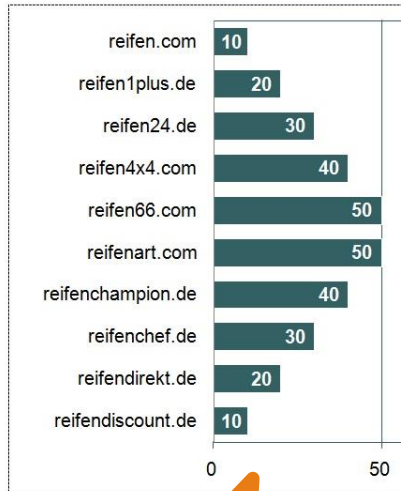 reifen.com 10
reifen1plus.de 20
reifen24.de 30
reifen4x4.com 40
reifen66.com 50
reifenart.com 50
reifenchampion.de 40
reifenchef.de 30
reifendirekt.de 20
reifendiscount.de 10
0 50